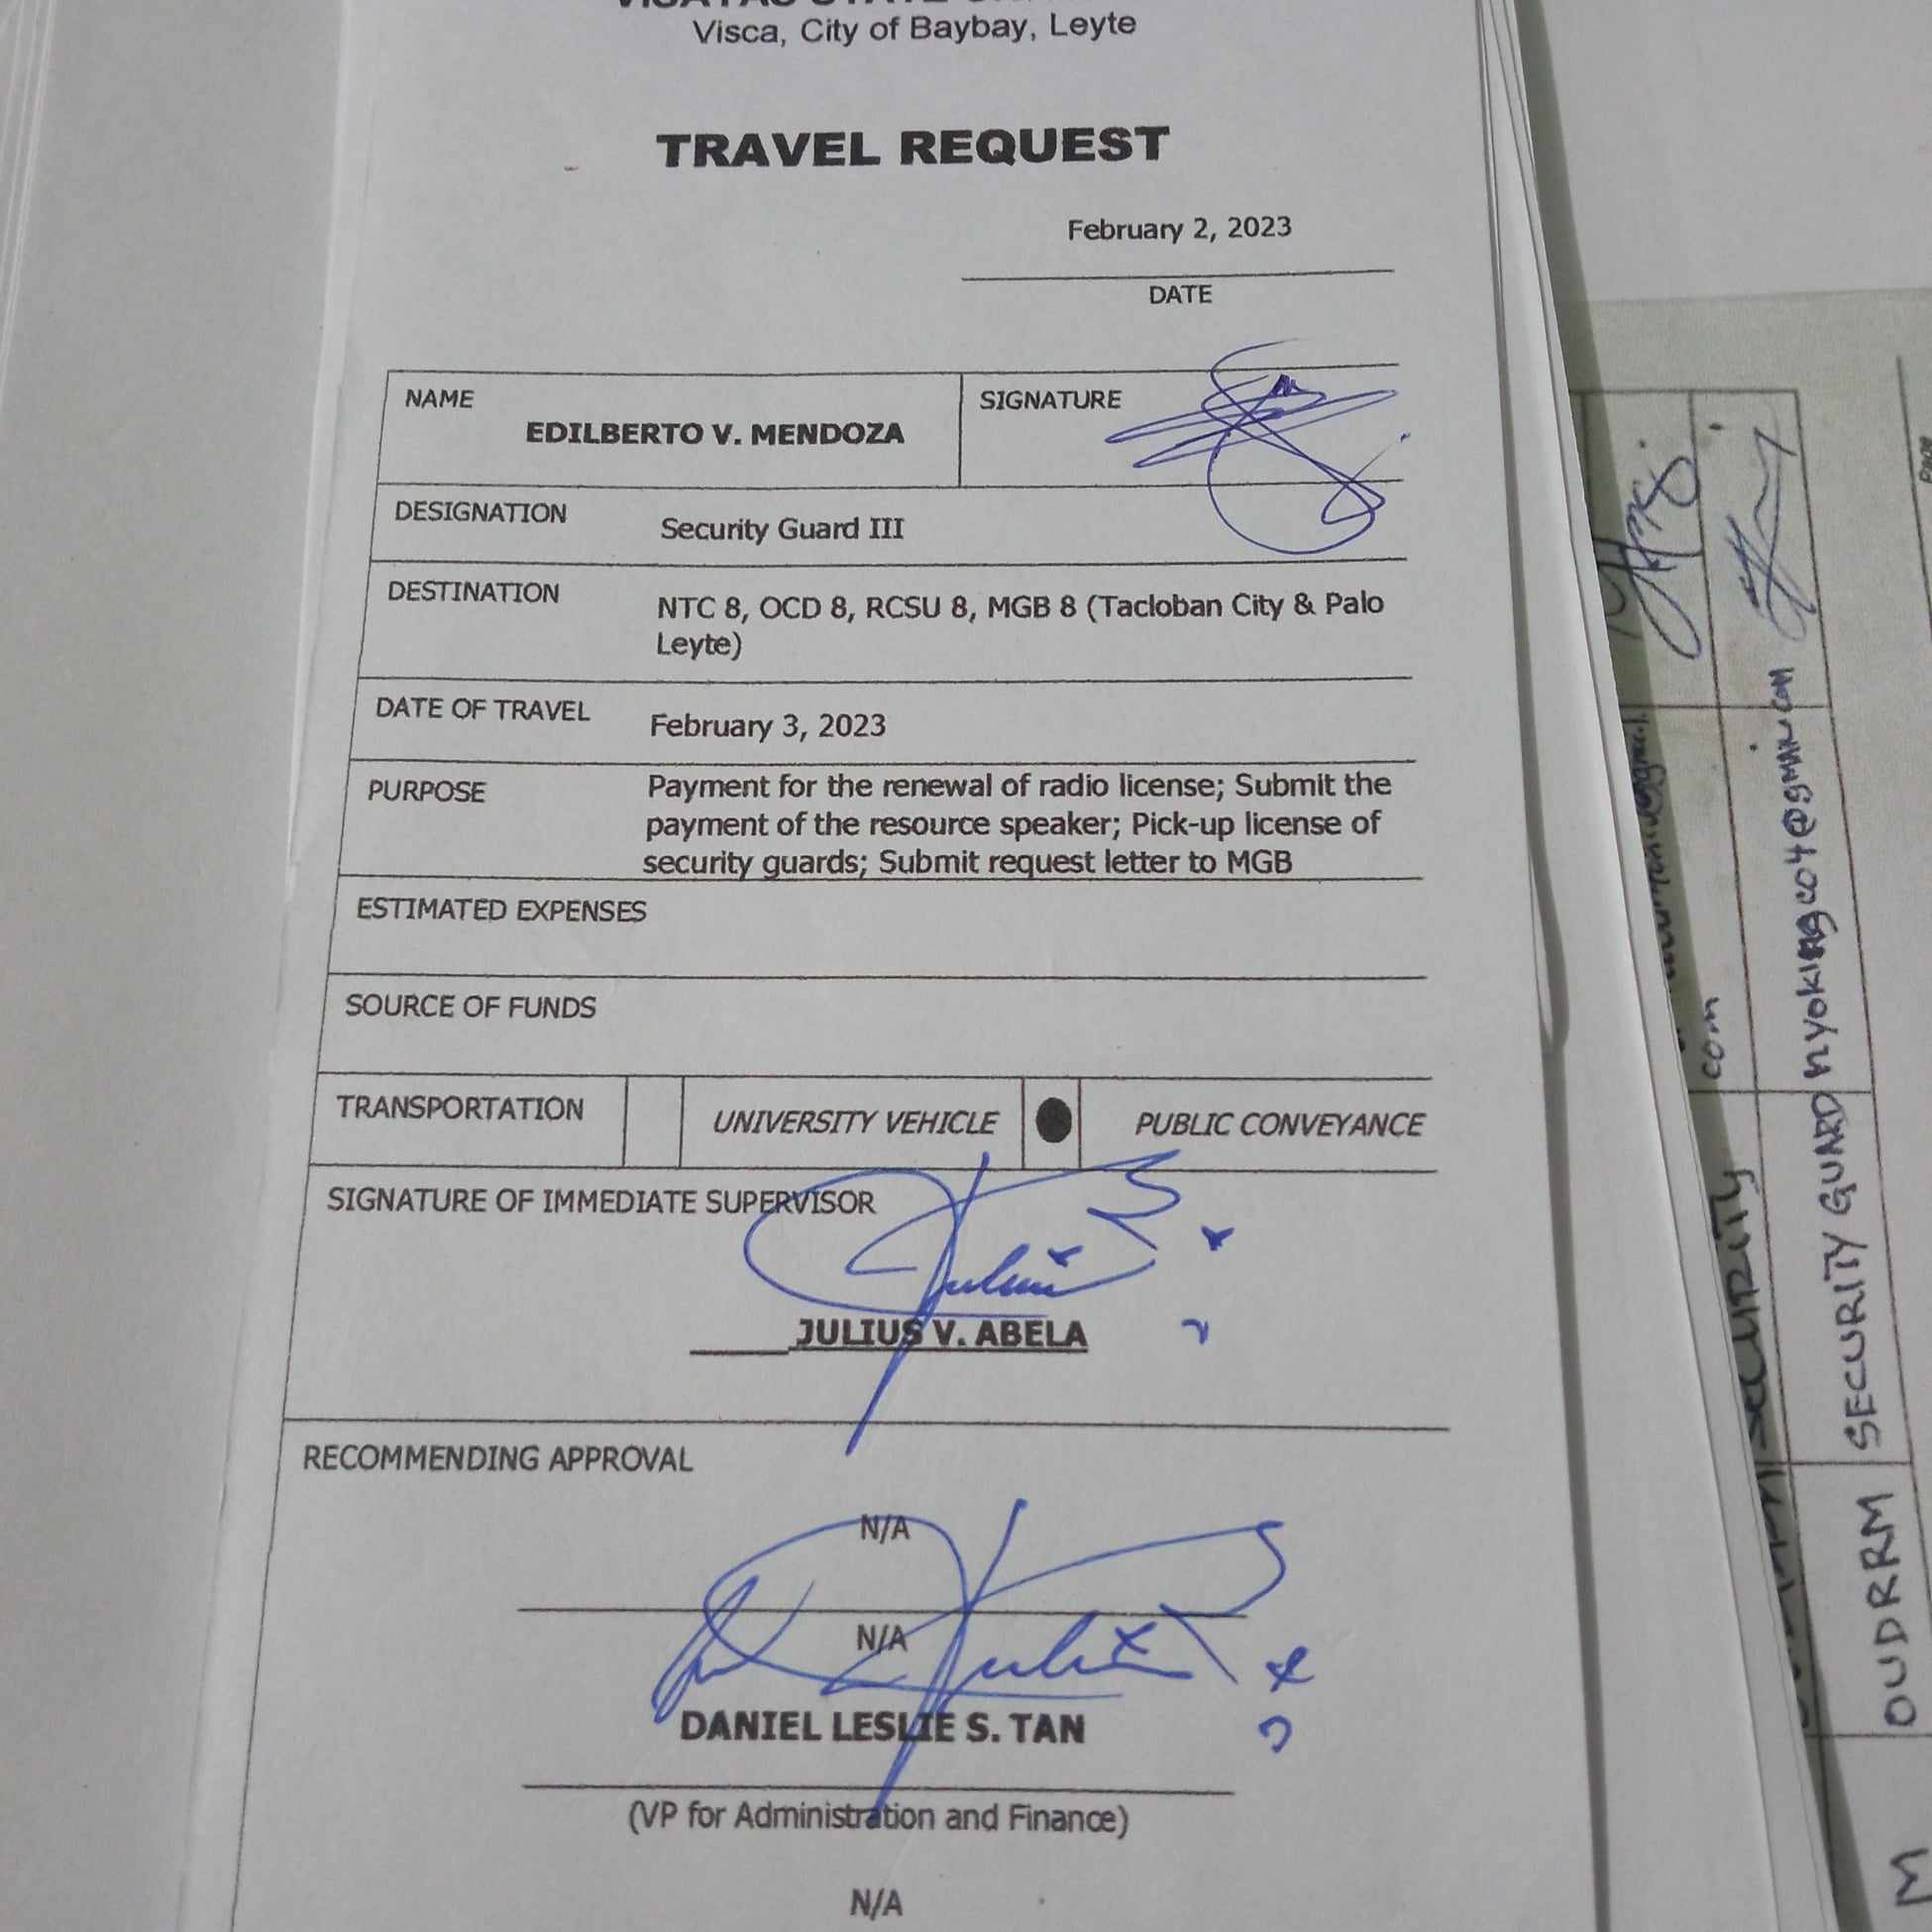 Visca, City of Baybay, Leyte
TRAVEL REQUEST
February 2, 2023
DATE
NAME
EDILBERTO V. MENDOZA
SIGNATURE
DESIGNATION
Security Guard III
DESTINATION
NTC 8, OCD 8, RCSU 8, MGB 8 (Tacloban City & Palo
Leyte)
DATE OF TRAVEL
February 3, 2023
PURPOSE
Payment for the renewal of radio license; Submit the
payment of the resource speaker; Pick-up license of
security guards; Submit request letter to MGB
ESTIMATED EXPENSES
SOURCE OF FUNDS
TRANSPORTATION
UNIVERSITY VEHICLE
PUBLIC CONVEYANCE
SIGNATURE OF IMMEDIATE SUPERVISOR
JULIUS V. ABELA
RECOMMENDING APPROVAL
N/A
N/A
DANIEL LESLIE S. TAN
(VP for Administration and Finance)
N/A
com
SECURITY
OUDRRM SECURITY GUARD
M